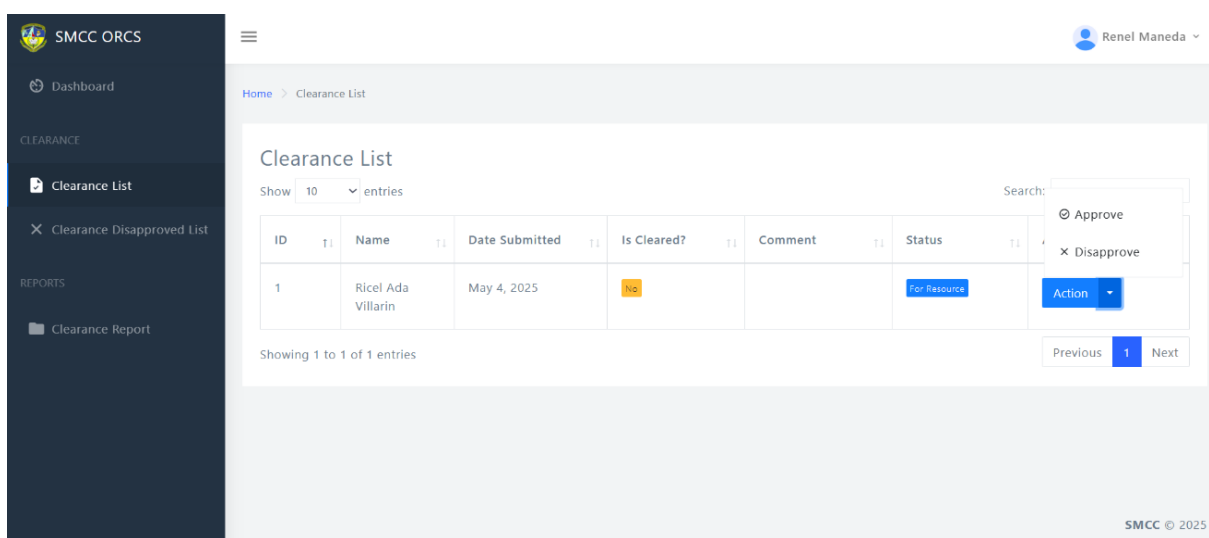 SMCC ORCS
Renel Maneda
Dashboard
Home > Clearance List
CLEARANCE
Clearance List
Clearance List
Show 10 entries
Search:
Clearance Disapproved List
Approve
Disapprove
ID Name Date Submitted Is Cleared? Comment Status
REPORTS
1 Ricel Ada May 4, 2025 No For Resource Action
Villarin
Clearance Report
Showing 1 to 1 of 1 entries
Previous 1 Next
SMCC © 2025